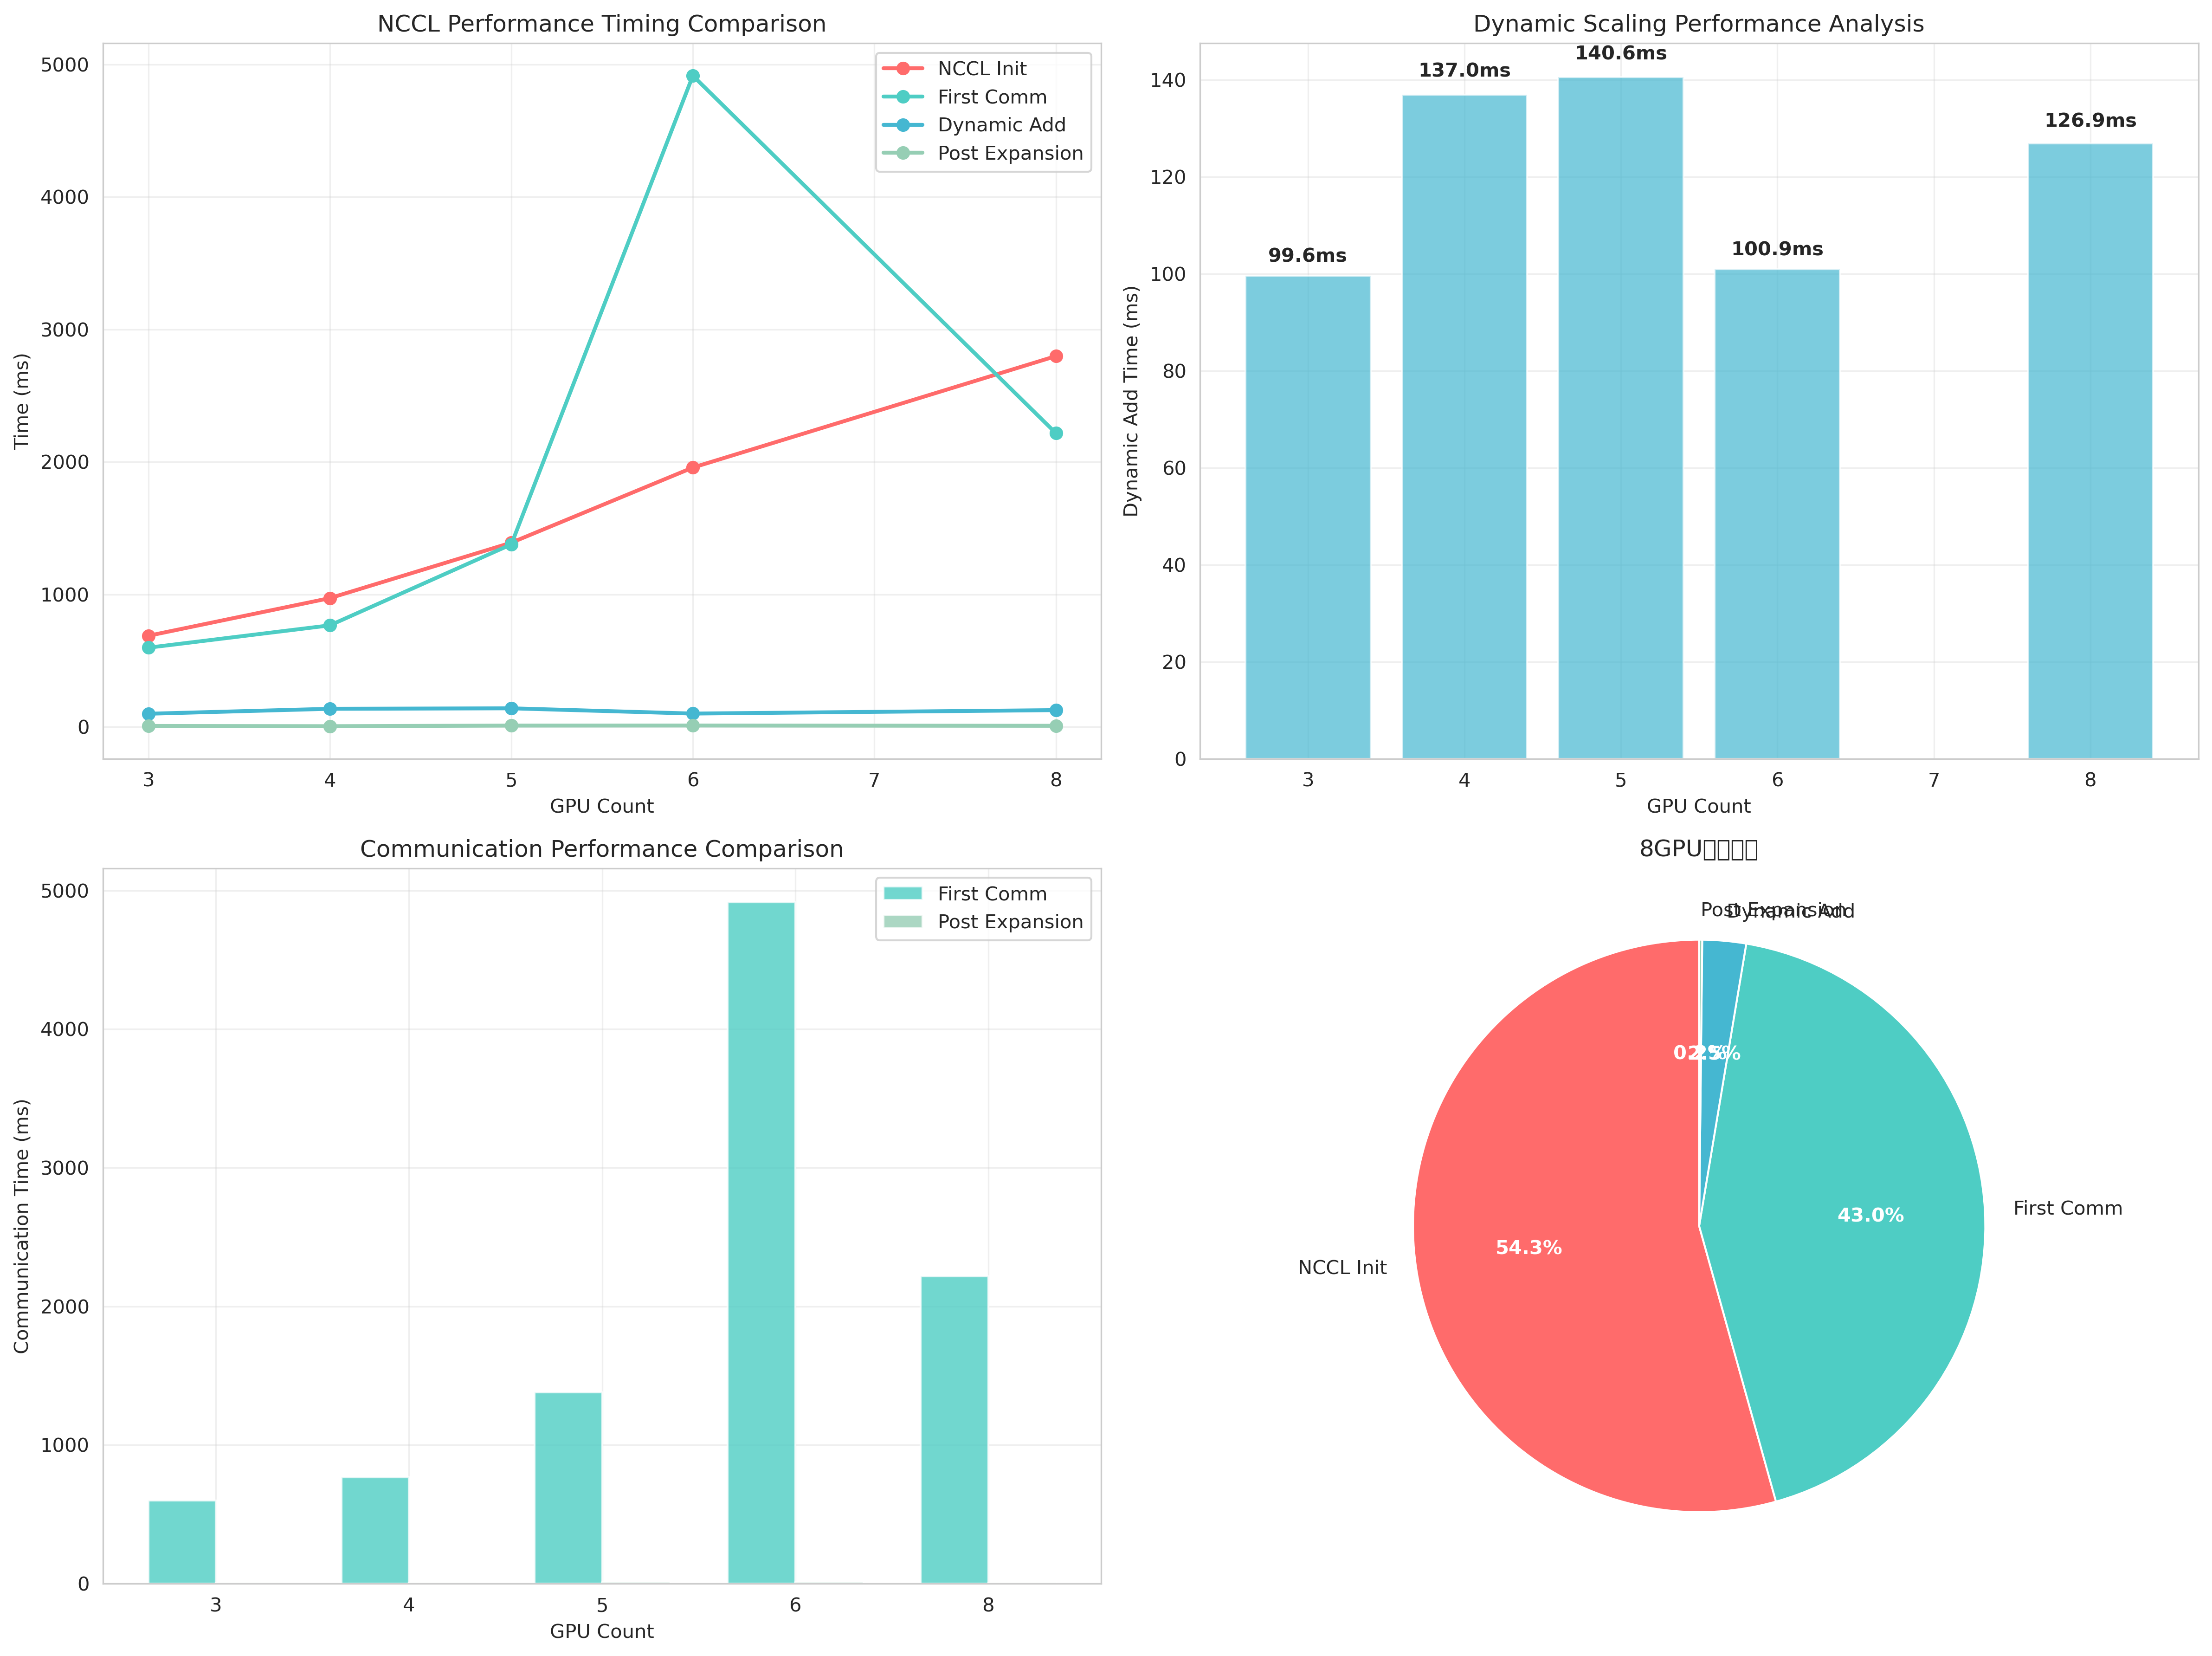 NCCL Performance Timing Comparison
Time (ms)
5000
4000
3000
2000
1000
0
3 4 5 6 7 8
GPU Count
NCCL Init
First Comm
Dynamic Add
Post Expansion
Dynamic Scaling Performance Analysis
Dynamic Add Time (ms)
140
120
100
80
60
40
20
0
99.6ms
137.0ms
140.6ms
100.9ms
126.9ms
3 4 5 6 7 8
GPU Count
Communication Performance Comparison
Communication Time (ms)
5000
4000
3000
2000
1000
0
3 4 5 6 8
GPU Count
First Comm
Post Expansion
8GPU
Post Expansion
Dynamic Add
First Comm
NCCL Init
54.3%
43.0%